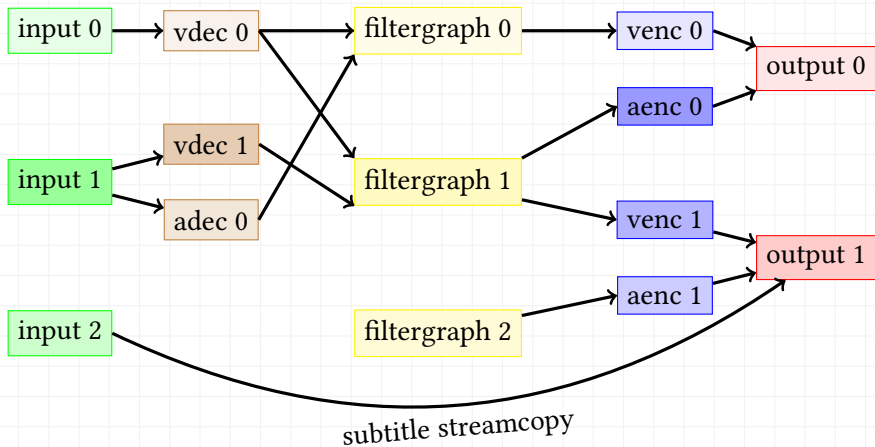 input 0
vdec 0
filtergraph 0
venc 0
output 0
aenc 0
vdec 1
input 1
filtergraph 1
adec 0
venc 1
output 1
aenc 1
input 2
filtergraph 2
subtitle streamcopy